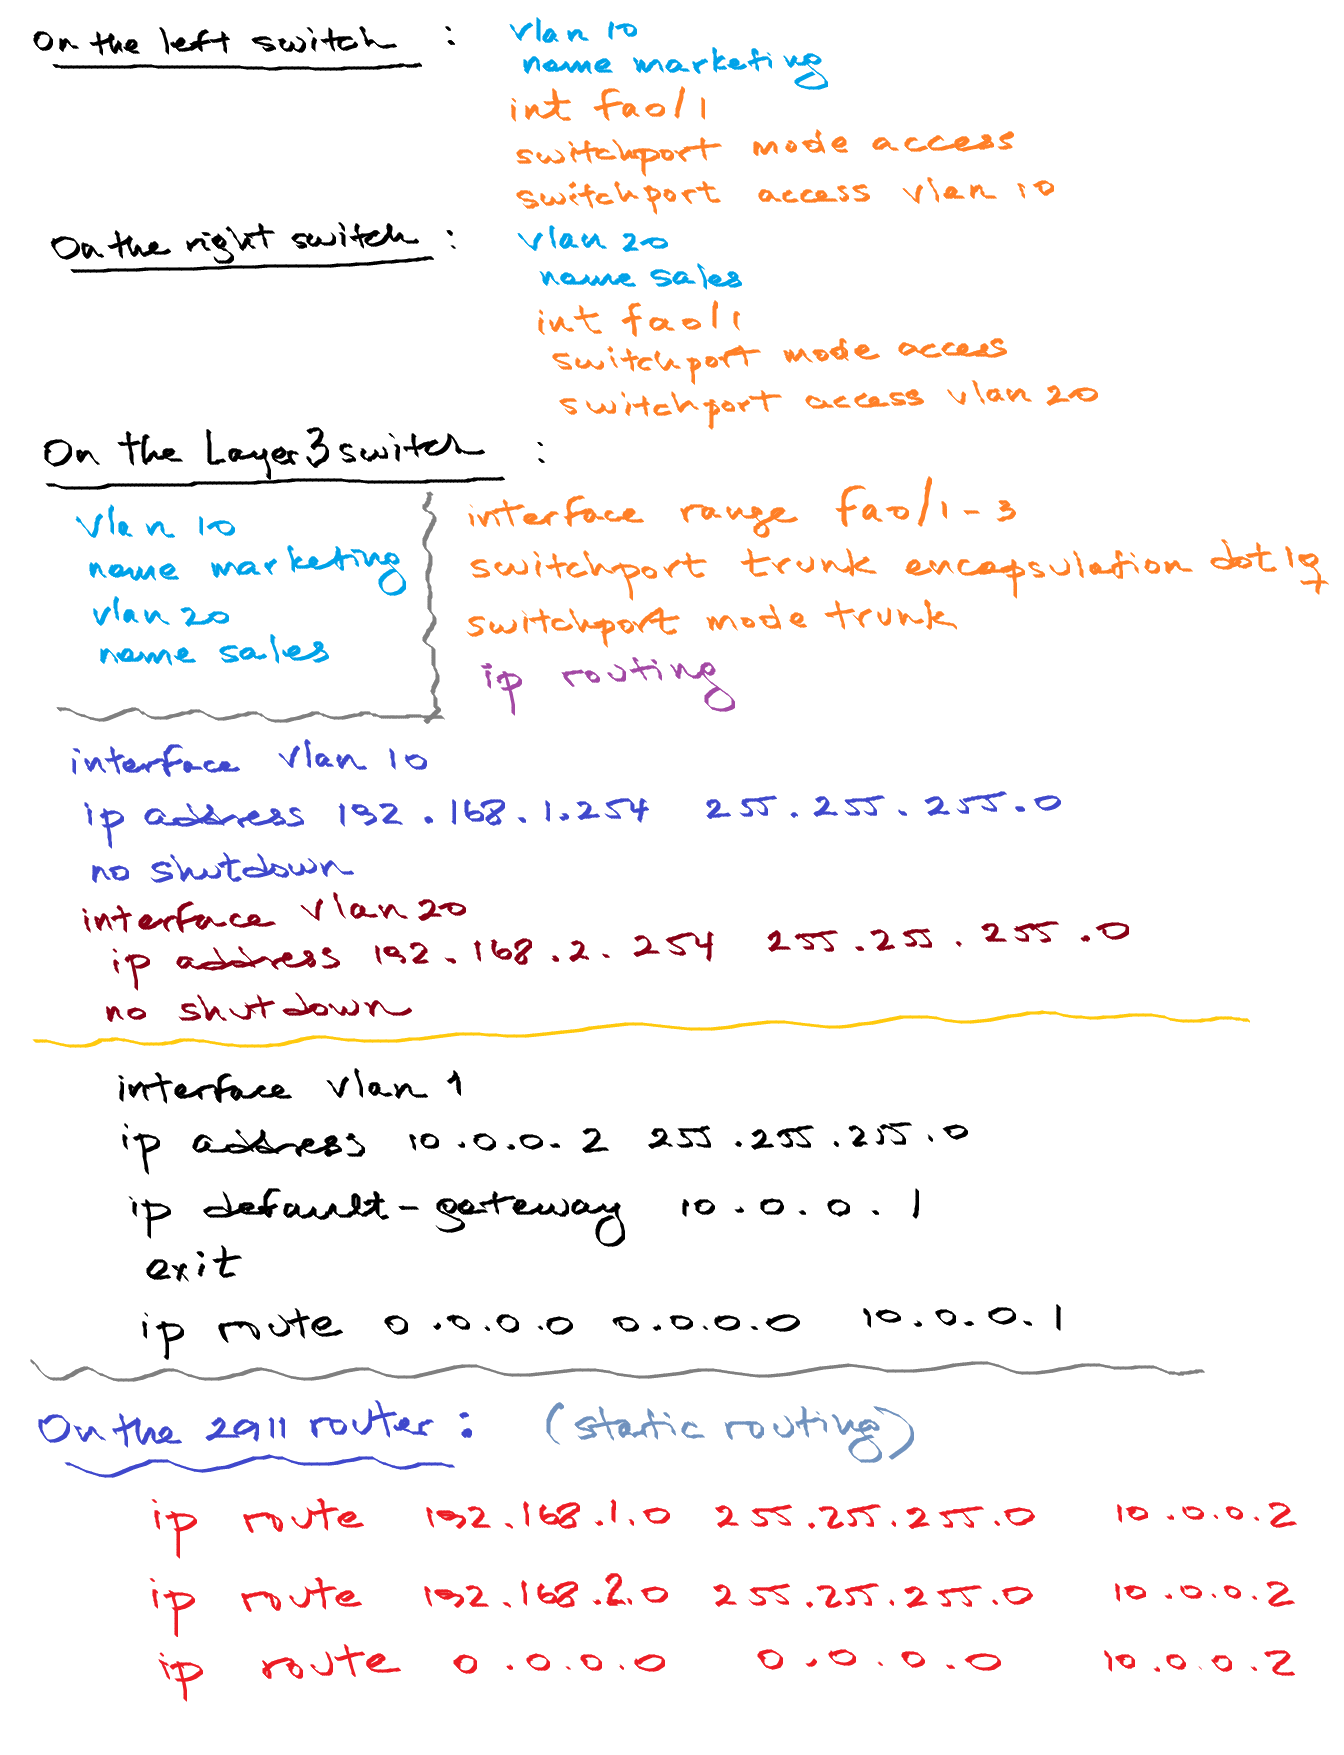 On the left switch : vlan 10
name marketing
int fa0/1
switchport mode access
switchport access vlan 10
On the right switch : vlan 20
name sales
int fa0/1
switchport mode access
switchport access vlan 20
On the Layer 3 switch :
vlan 10
name marketing
vlan 20
name sales
interface range fa0/1-3
switchport trunk encapsulation dot1q
switchport mode trunk
ip routing
interface vlan 10
ip address 192.168.1.254 255.255.255.0
no shutdown
interface vlan 20
ip address 192.168.2.254 255.255.255.0
no shutdown
interface vlan 1
ip address 10.0.0.2 255.255.255.0
ip default-gateway 10.0.0.1
exit
ip route 0.0.0.0 0.0.0.0 10.0.0.1
On the 2911 router : (static routing)
ip route 192.168.1.0 255.255.255.0 10.0.0.2
ip route 192.168.2.0 255.255.255.0 10.0.0.2
ip route 0.0.0.0 0.0.0.0 10.0.0.2